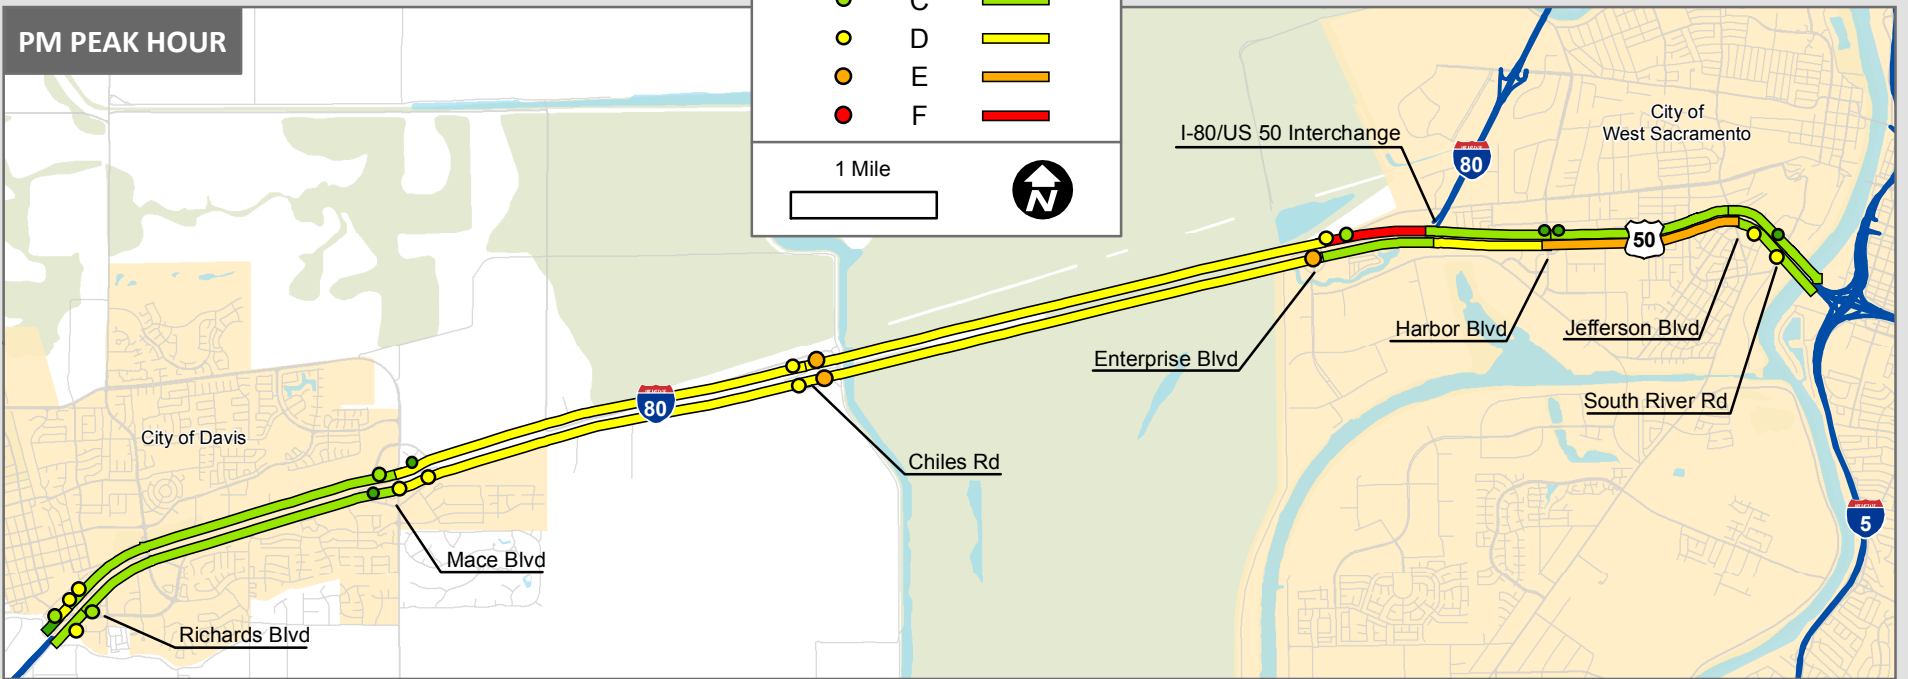 PM PEAK HOUR
C
D
E
F
1 Mile
N
I-80/US 50 Interchange
City of
West Sacramento
80
50
Harbor Blvd
Jefferson Blvd
Enterprise Blvd
South River Rd
80
City of Davis
Chiles Rd
5
Mace Blvd
Richards Blvd